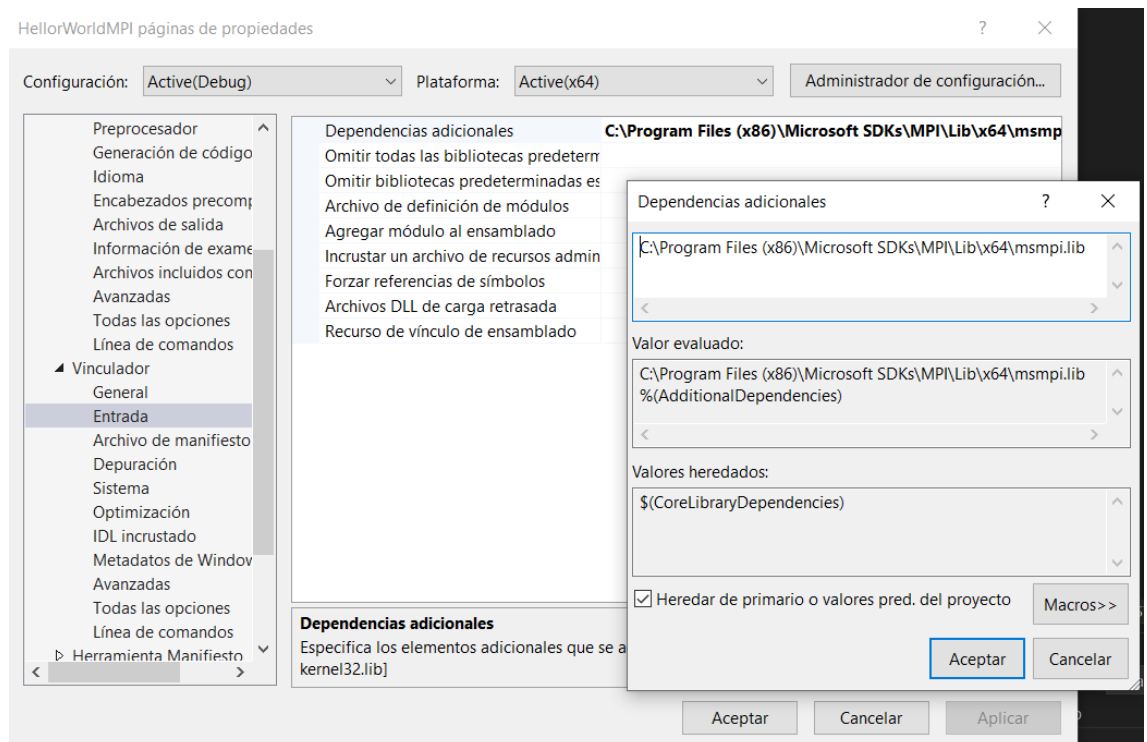 HellorWorldMPI páginas de propiedades
Configuración: Active(Debug) Plataforma: Active(x64) Administrador de configuración...
Preprocesador
Generación de código
Idioma
Encabezados precomp
Archivos de salida
Información de exame
Archivos incluidos con
Avanzadas
Todas las opciones
Línea de comandos
Vinculador
General
Entrada
Archivo de manifiesto
Depuración
Sistema
Optimización
IDL incrustado
Metadatos de Window
Avanzadas
Todas las opciones
Línea de comandos
Herramienta Manifiesto
Dependencias adicionales C:\Program Files (x86)\Microsoft SDKs\MPI\Lib\x64\msmp
Omitir todas las bibliotecas predeterm
Omitir bibliotecas predeterminadas es
Archivo de definición de módulos
Agregar módulo al ensamblado
Incrustar un archivo de recursos admin
Forzar referencias de símbolos
Archivos DLL de carga retrasada
Recurso de vínculo de ensamblado
Dependencias adicionales
Especifica los elementos adicionales que se a
kernel32.lib]
Dependencias adicionales
C:\Program Files (x86)\Microsoft SDKs\MPI\Lib\x64\msmpi.lib
Valor evaluado:
C:\Program Files (x86)\Microsoft SDKs\MPI\Lib\x64\msmpi.lib
%(AdditionalDependencies)
Valores heredados:
$(CoreLibraryDependencies)
Heredar de primario o valores pred. del proyecto Macros>>
Aceptar Cancelar
Aceptar Cancelar Aplicar